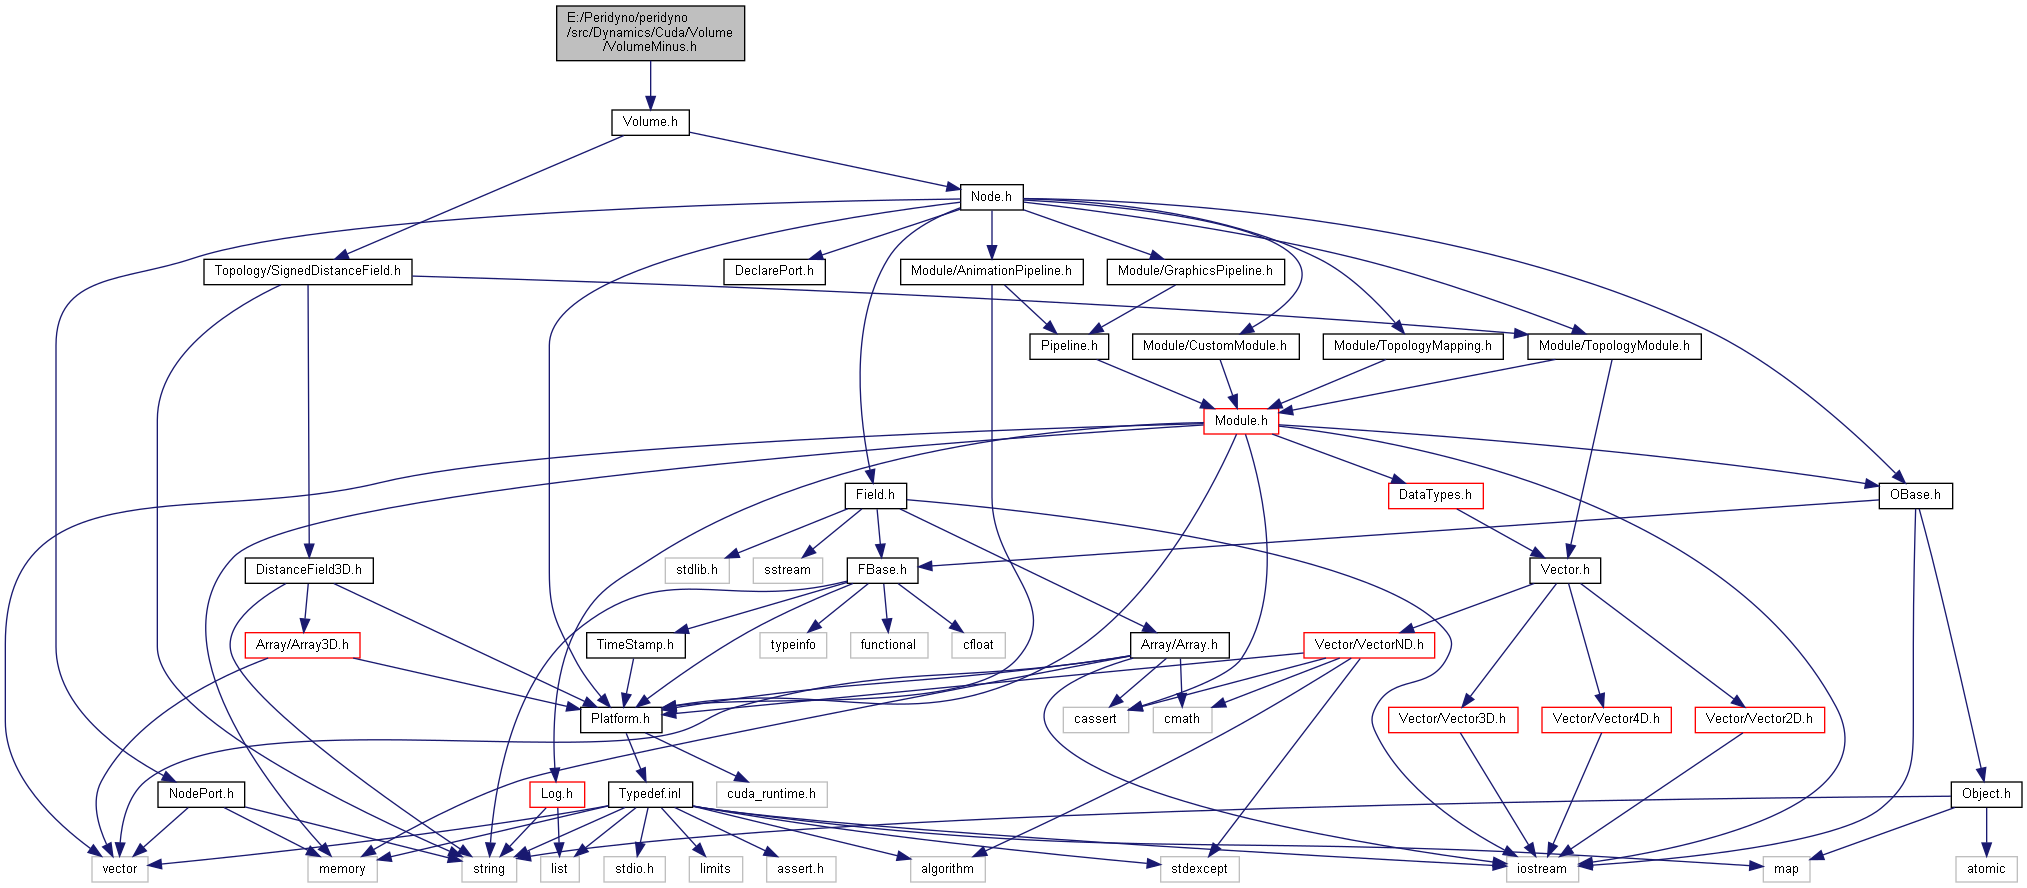 E:/Peridyno/peridyno
/src/Dynamics/Cuda/Volume
/VolumeMinus.h
Volume.h
Node.h
Topology/SignedDistanceField.h
DeclarePort.h
Module/AnimationPipeline.h
Module/GraphicsPipeline.h
Pipeline.h
Module/CustomModule.h
Module/TopologyMapping.h
Module/TopologyModule.h
Module.h
Field.h
DataTypes.h
OBase.h
DistanceField3D.h
stdlib.h
sstream
FBase.h
Vector.h
Array/Array3D.h
TimeStamp.h
typeinfo
functional
cfloat
Array/Array.h
Vector/VectorND.h
Platform.h
cassert
cmath
Vector/Vector3D.h
Vector/Vector4D.h
Vector/Vector2D.h
NodePort.h
Log.h
Typedef.inl
cuda_runtime.h
Object.h
vector
memory
string
list
stdio.h
limits
assert.h
algorithm
stdexcept
iostream
map
atomic